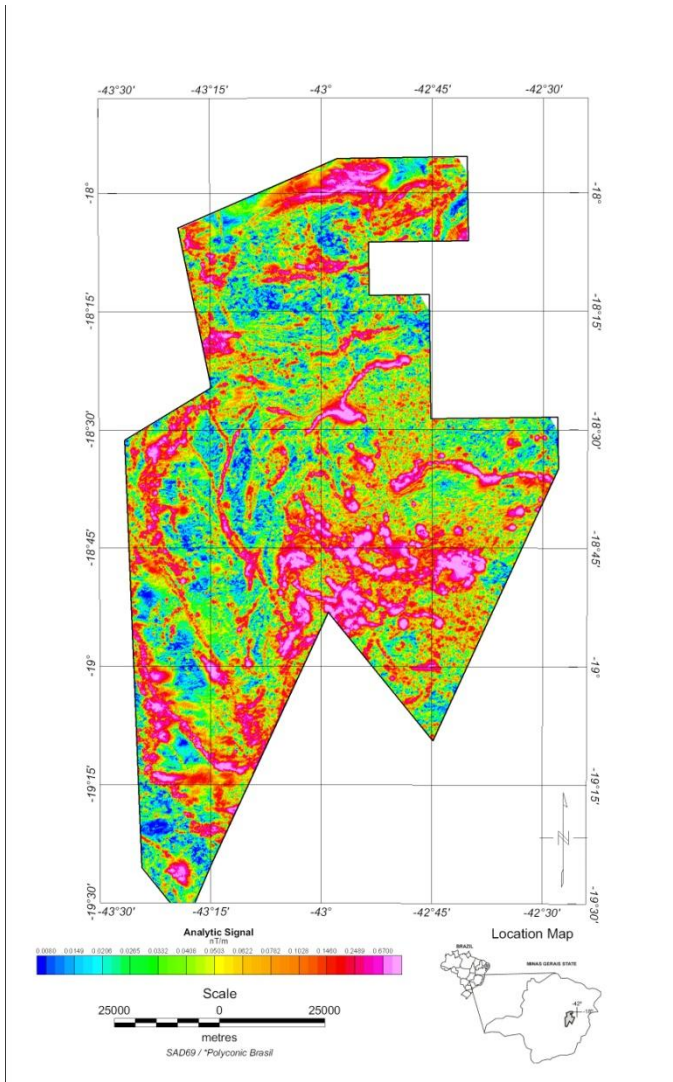 -43°30' -43°15' -43° -42°45' -42°30'
-18° -18°
-18°15' -18°15'
-18°30' -18°30'
-18°45' -18°45'
-19° -19°
-19°15' -19°15'
-19°30' -19°30'
-43°30' -43°15' -43° -42°45' -42°30'
N
Analytic Signal
nT/m
0.0149 0.0206 0.0265 0.0332 0.0503 0.0622 0.0782 0.1028 0.1460 0.2489 0.6700
Scale
25000 0 25000
metres
SAD69 / *Polyconic Brasil
Location Map
BRAZIL
MINAS GERAIS STATE
-42°